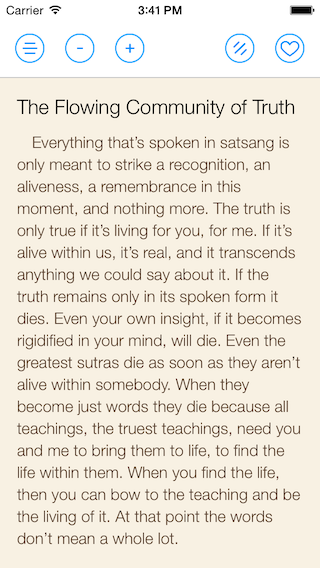 Carrier 3:41 PM
- +
The Flowing Community of Truth
Everything that’s spoken in satsang is
only meant to strike a recognition, an
aliveness, a remembrance in this
moment, and nothing more. The truth is
only true if it’s living for you, for me. If it’s
alive within us, it’s real, and it transcends
anything we could say about it. If the
truth remains only in its spoken form it
dies. Even your own insight, if it becomes
rigidified in your mind, will die. Even the
greatest sutras die as soon as they aren’t
alive within somebody. When they
become just words they die because all
teachings, the truest teachings, need you
and me to bring them to life, to find the
life within them. When you find the life,
then you can bow to the teaching and be
the living of it. At that point the words
don’t mean a whole lot.